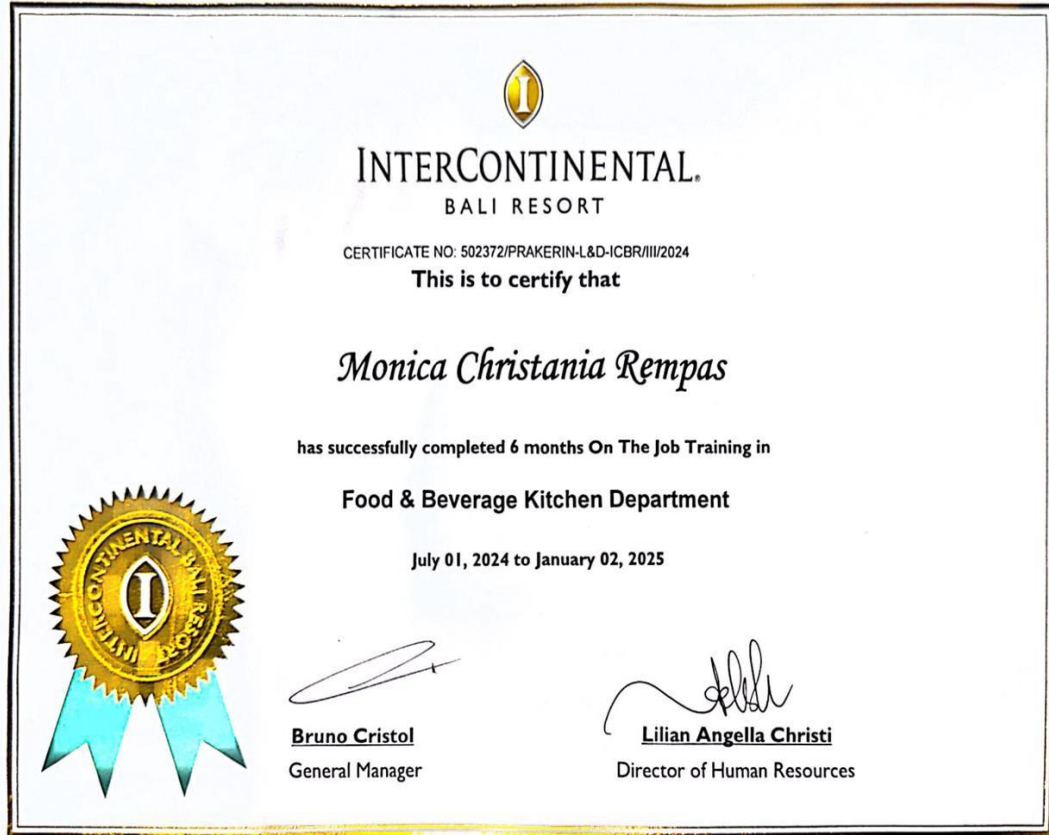 I
INTERCONTINENTAL®
BALI RESORT
CERTIFICATE NO: 502372/PRAKERIN-L&D-ICBR/III/2024
This is to certify that
Monica Christania Rempas
has successfully completed 6 months On The Job Training in
Food & Beverage Kitchen Department
July 01, 2024 to January 02, 2025
INTERCONTINENTAL BALI RESORT
I
Bruno Cristol
General Manager
Lilian Angella Christi
Director of Human Resources